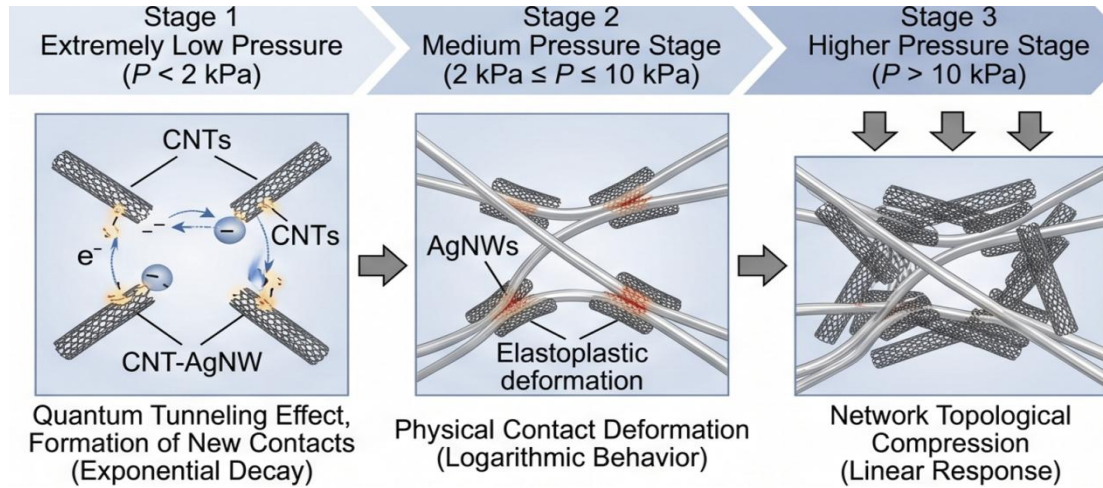 Stage 1
Extremely Low Pressure
(P < 2 kPa)
Stage 2
Medium Pressure Stage
(2 kPa ≤ P ≤ 10 kPa)
Stage 3
Higher Pressure Stage
(P > 10 kPa)
CNTs
CNTs
e⁻
CNT-AgNW
AgNWs
Elastoplastic
deformation
Quantum Tunneling Effect,
Formation of New Contacts
(Exponential Decay)
Physical Contact Deformation
(Logarithmic Behavior)
Network Topological
Compression
(Linear Response)